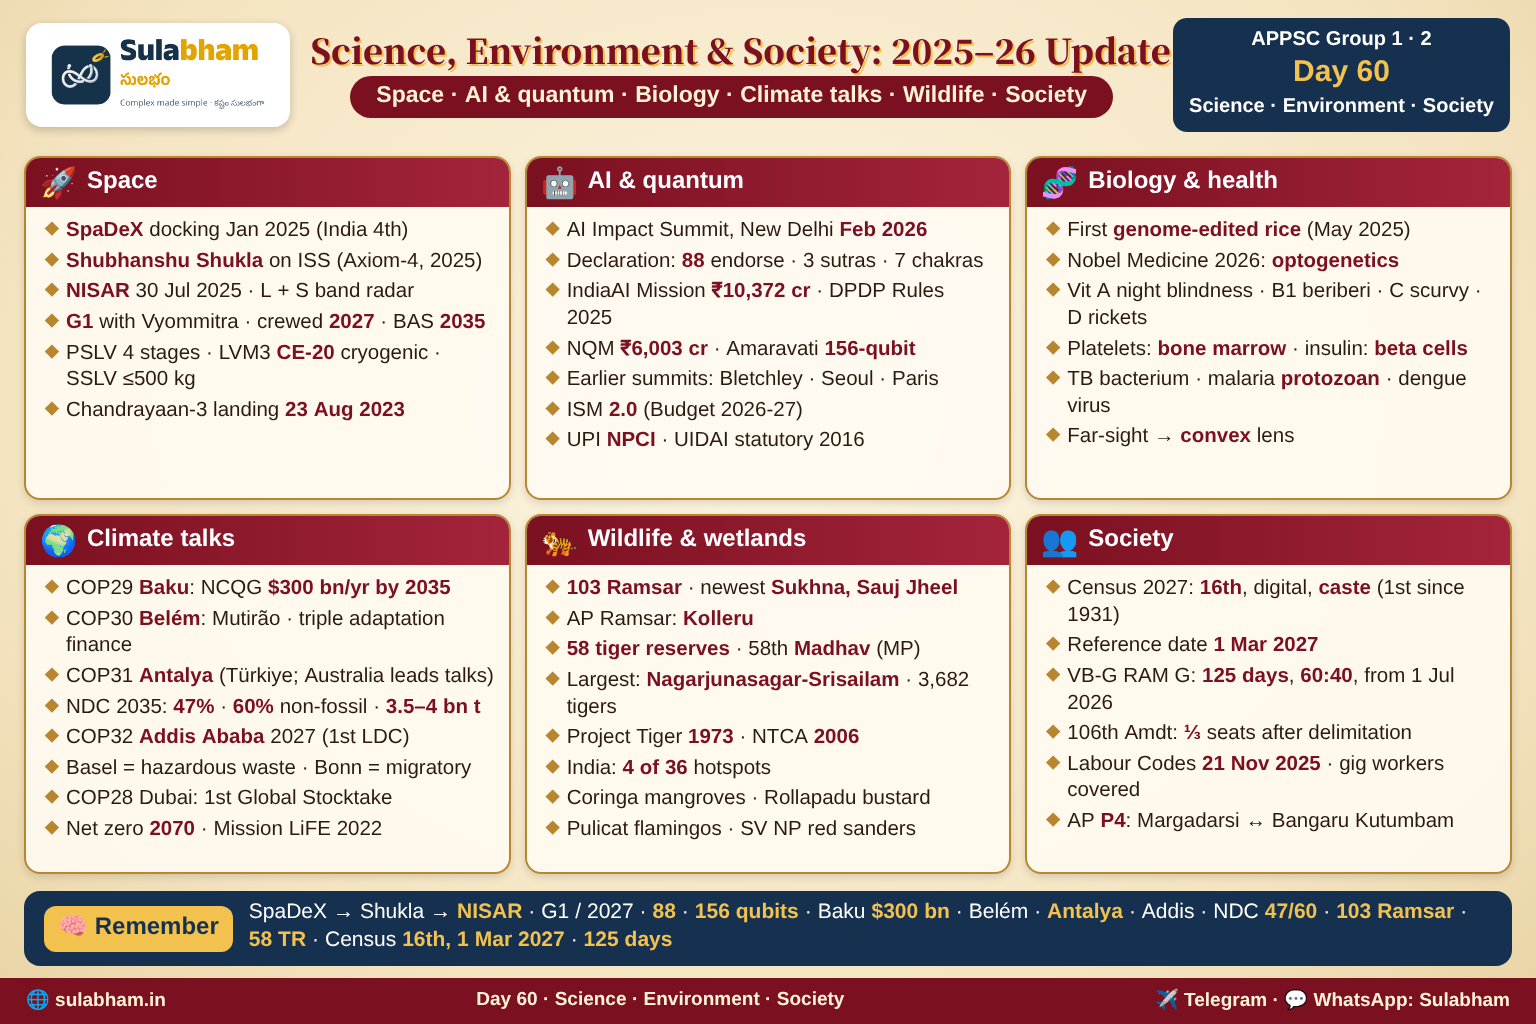 Sulabham
సులభం
Complex made simple · కష్టం సులభంగా
Science, Environment & Society: 2025–26 Update
Space · AI & quantum · Biology · Climate talks · Wildlife · Society
APPSC Group 1 · 2
Day 60
Science · Environment · Society
Space
SpaDeX docking Jan 2025 (India 4th)
Shubhanshu Shukla on ISS (Axiom-4, 2025)
NISAR 30 Jul 2025 · L + S band radar
G1 with Vyommitra · crewed 2027 · BAS 2035
PSLV 4 stages · LVM3 CE-20 cryogenic ·
SSLV ≤500 kg
Chandrayaan-3 landing 23 Aug 2023
AI & quantum
AI Impact Summit, New Delhi Feb 2026
Declaration: 88 endorse · 3 sutras · 7 chakras
IndiaAI Mission ₹10,372 cr · DPDP Rules
2025
NQM ₹6,003 cr · Amaravati 156-qubit
Earlier summits: Bletchley · Seoul · Paris
ISM 2.0 (Budget 2026-27)
UPI NPCI · UIDAI statutory 2016
Biology & health
First genome-edited rice (May 2025)
Nobel Medicine 2026: optogenetics
Vit A night blindness · B1 beriberi · C scurvy ·
D rickets
Platelets: bone marrow · insulin: beta cells
TB bacterium · malaria protozoan · dengue
virus
Far-sight → convex lens
Climate talks
COP29 Baku: NCQG $300 bn/yr by 2035
COP30 Belém: Mutirão · triple adaptation
finance
COP31 Antalya (Türkiye; Australia leads talks)
NDC 2035: 47% · 60% non-fossil · 3.5–4 bn t
COP32 Addis Ababa 2027 (1st LDC)
Basel = hazardous waste · Bonn = migratory
COP28 Dubai: 1st Global Stocktake
Net zero 2070 · Mission LiFE 2022
Wildlife & wetlands
103 Ramsar · newest Sukhna, Sauj Jheel
AP Ramsar: Kolleru
58 tiger reserves · 58th Madhav (MP)
Largest: Nagarjunasagar-Srisailam · 3,682
tigers
Project Tiger 1973 · NTCA 2006
India: 4 of 36 hotspots
Coringa mangroves · Rollapadu bustard
Pulicat flamingos · SV NP red sanders
Society
Census 2027: 16th, digital, caste (1st since
1931)
Reference date 1 Mar 2027
VB-G RAM G: 125 days, 60:40, from 1 Jul
2026
106th Amdt: ⅓ seats after delimitation
Labour Codes 21 Nov 2025 · gig workers
covered
AP P4: Margadarsi ↔ Bangaru Kutumbam
Remember
SpaDeX → Shukla → NISAR · G1 / 2027 · 88 · 156 qubits · Baku $300 bn · Belém · Antalya · Addis · NDC 47/60 · 103 Ramsar ·
58 TR · Census 16th, 1 Mar 2027 · 125 days
sulabham.in
Day 60 · Science · Environment · Society
Telegram · WhatsApp: Sulabham